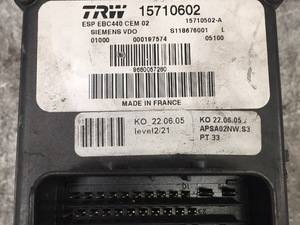 TRW 15710602
ESP EBC440 CEM 02 15710502-A
SIEMENS VDO S118676001 L
01000 000197574 05100
9660087280
MADE IN FRANCE
KO 22.06.05 KO 22.06.05
level2/21 APSA02NW.S3
PT 33